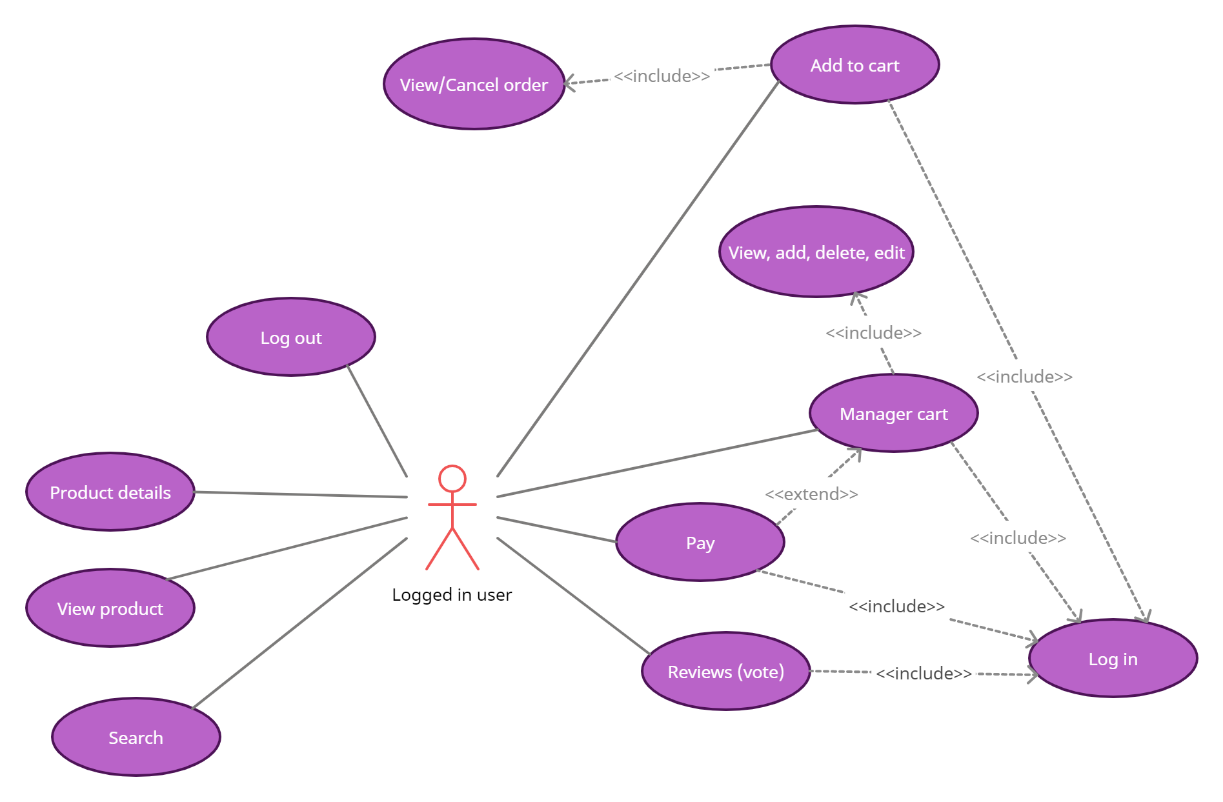 Add to cart
<<include>>
View/Cancel order
View, add, delete, edit
<<include>>
Log out
<<include>>
Manager cart
Product details
<<extend>>
<<include>>
Pay
Logged in user
View product
<<include>>
Log in
Reviews (vote)
<<include>>
Search